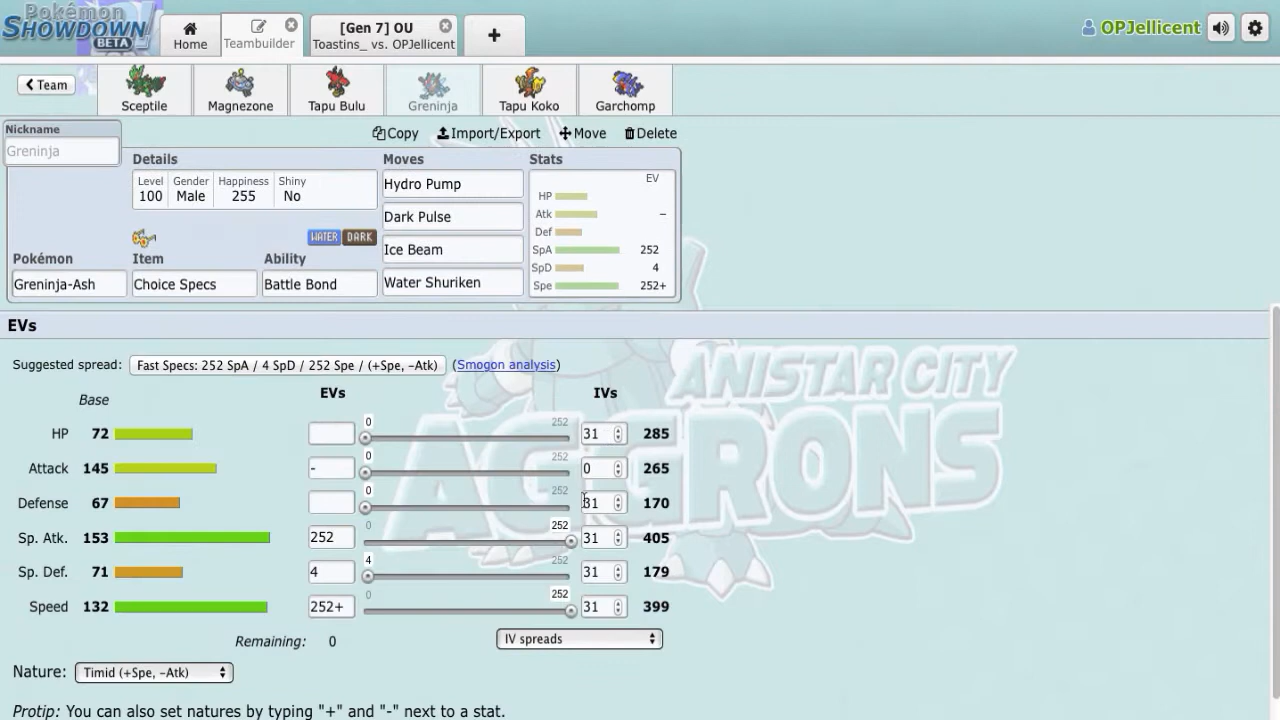 Pokémon
SHOWDOWN!
BETA
Home
Teambuilder
[Gen 7] OU
Toastins_ vs. OPJellicent
+
OPJellicent
Team
Sceptile
Magnezone
Tapu Bulu
Greninja
Tapu Koko
Garchomp
Nickname
Greninja
Copy
Import/Export
Move
Delete
Details
Level
100
Gender
Male
Happiness
255
Shiny
No
WATER DARK
Pokémon
Greninja-Ash
Item
Choice Specs
Ability
Battle Bond
Moves
Hydro Pump
Dark Pulse
Ice Beam
Water Shuriken
Stats
EV
HP
Atk –
Def
SpA 252
SpD 4
Spe 252+
EVs
Suggested spread: Fast Specs: 252 SpA / 4 SpD / 252 Spe / (+Spe, −Atk) (Smogon analysis)
Base EVs IVs
HP 72 0 252 31 285
Attack 145 - 0 252 0 265
Defense 67 0 252 31 170
Sp. Atk. 153 252 0 252 31 405
Sp. Def. 71 4 4 252 31 179
Speed 132 252+ 0 252 31 399
Remaining: 0 IV spreads
Nature: Timid (+Spe, −Atk)
Protip: You can also set natures by typing "+" and "-" next to a stat.
ANISTAR CITY
AGGRONS